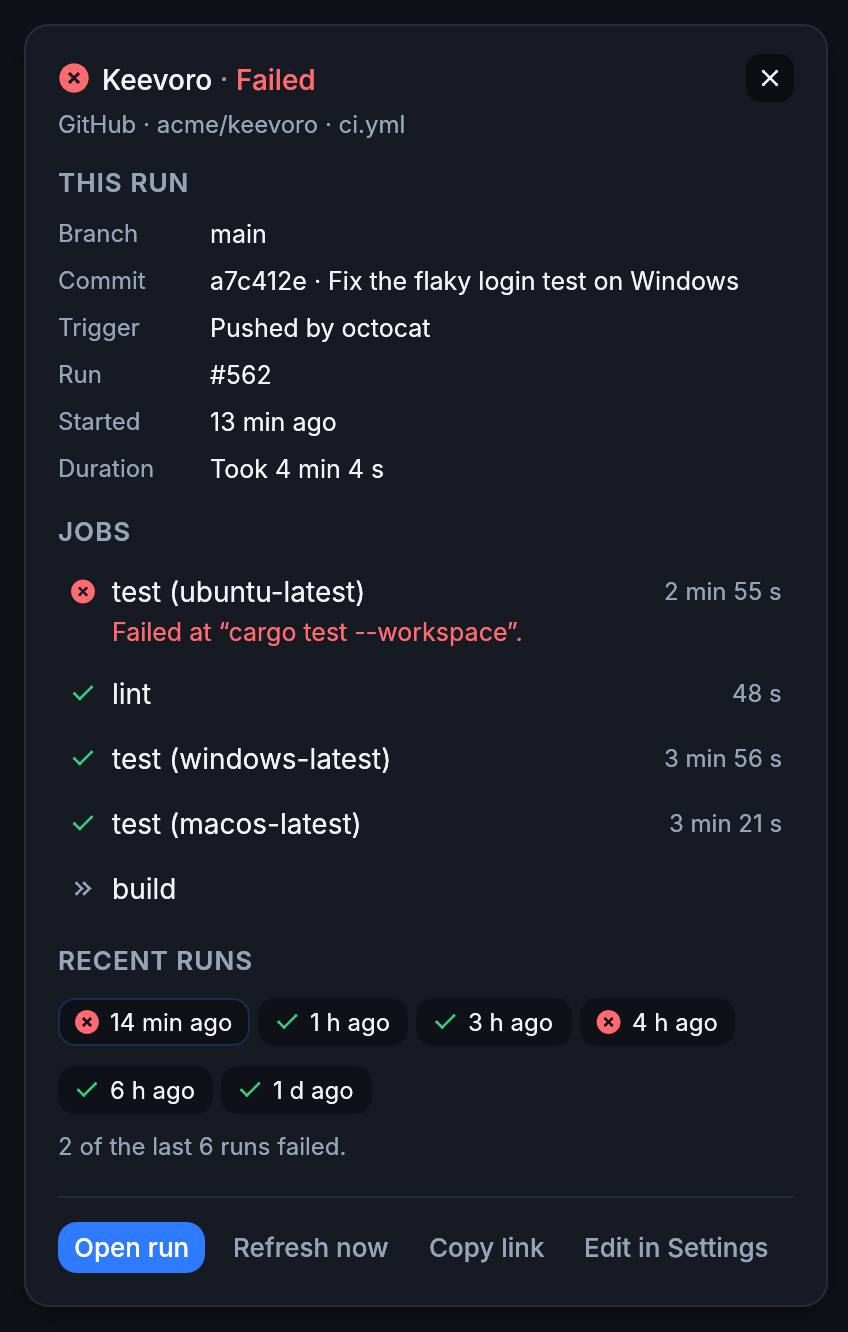 Keevoro · Failed
GitHub · acme/keevoro · ci.yml
THIS RUN
Branch main
Commit a7c412e · Fix the flaky login test on Windows
Trigger Pushed by octocat
Run #562
Started 13 min ago
Duration Took 4 min 4 s
JOBS
test (ubuntu-latest) 2 min 55 s
Failed at “cargo test --workspace”.
lint 48 s
test (windows-latest) 3 min 56 s
test (macos-latest) 3 min 21 s
build
RECENT RUNS
14 min ago 1 h ago 3 h ago 4 h ago
6 h ago 1 d ago
2 of the last 6 runs failed.
Open run Refresh now Copy link Edit in Settings